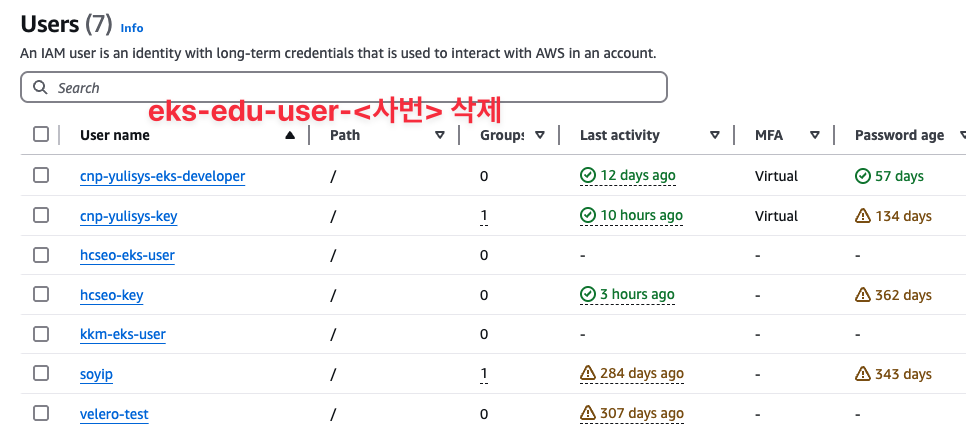 Users (7) Info
An IAM user is an identity with long-term credentials that is used to interact with AWS in an account.
Search
eks-edu-user-<사번> 삭제
User name Path Groups Last activity MFA Password age
cnp-yulisys-eks-developer / 0 12 days ago Virtual 57 days
cnp-yulisys-key / 1 10 hours ago Virtual 134 days
hcseo-eks-user / 0 - - -
hcseo-key / 0 3 hours ago - 362 days
kkm-eks-user / 0 - - -
soyip / 1 284 days ago - 343 days
velero-test / 0 307 days ago - -